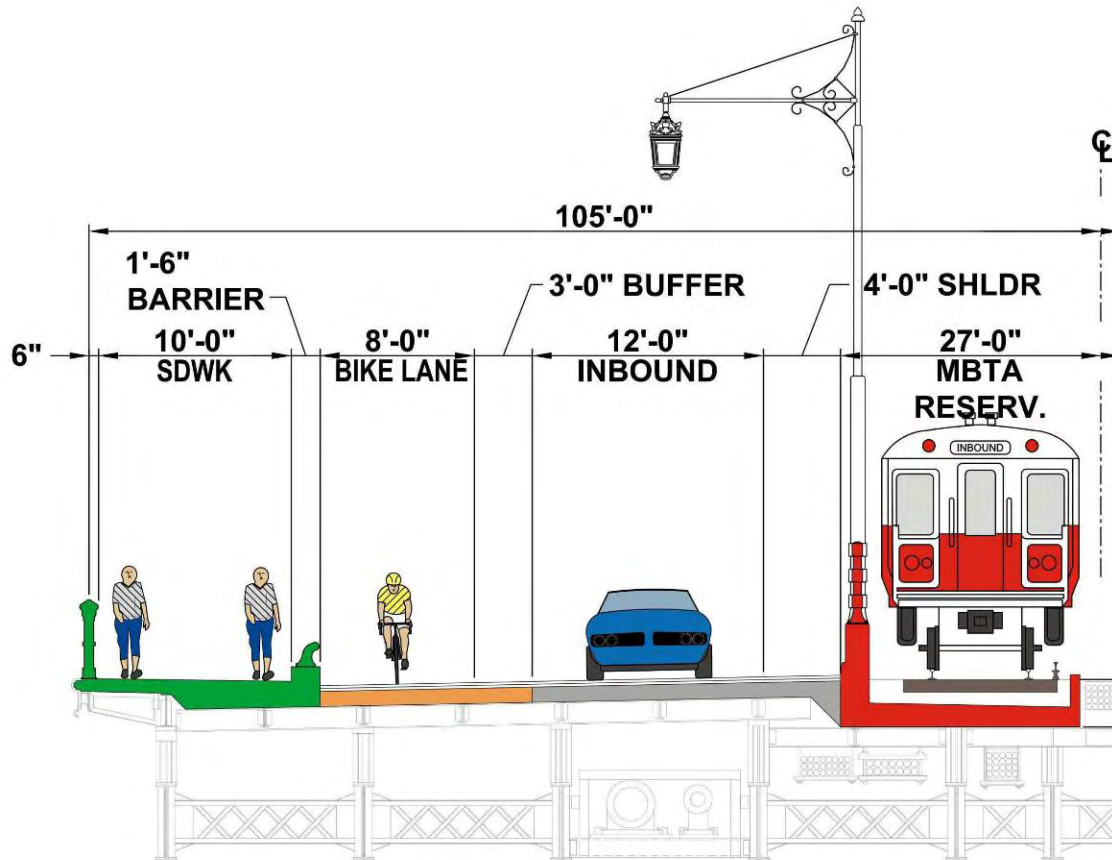 ℄
105'-0"
1'-6"
BARRIER
3'-0" BUFFER
4'-0" SHLDR
6"
10'-0"
SDWK
8'-0"
BIKE LANE
12'-0"
INBOUND
27'-0"
MBTA
RESERV.
INBOUND